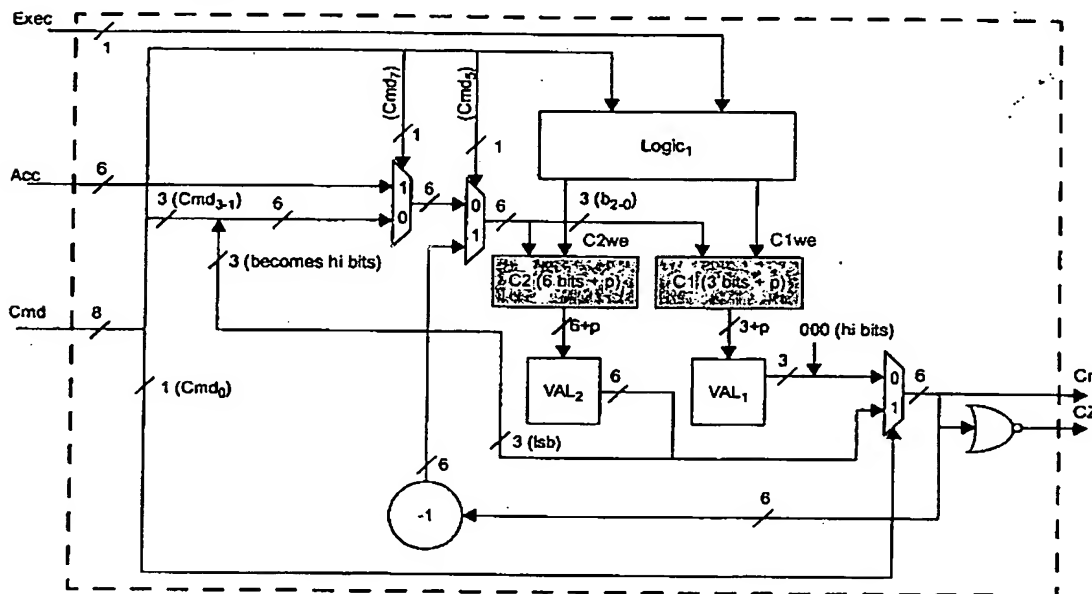 Exec
1
(Cmd7)
(Cmd5)
1
1
Logic1
Acc
6
1
0
6
0
1
6
3 (Cmd3-1)
6
3 (b2-0)
C2we
C1we
3 (becomes hi bits)
C2 (6 bits + p)
C1 (3 bits + p)
Cmd
8
6+p
3+p
000 (hi bits)
1 (Cmd0)
VAL2
6
VAL1
3
0
1
6
3 (lsb)
6
-1
6